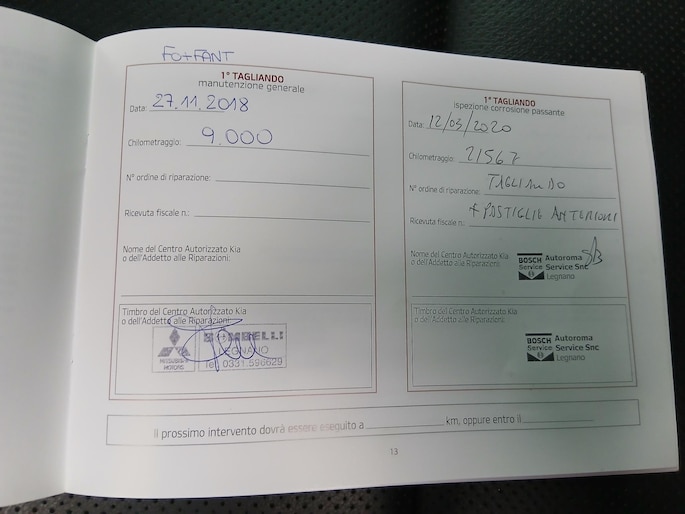 FO+FANT
1° TAGLIANDO
manutenzione generale
Data: 27.11.2018
Chilometraggio: 9.000
N° ordine di riparazione:
Ricevuta fiscale n.:
Nome del Centro Autorizzato Kia
o dell'Addetto alle Riparazioni:
Timbro del Centro Autorizzato Kia
o dell'Addetto alle Riparazioni:
MITSUBISHI
MOTORS
LEGNANO
Tel. 0331.596629
1° TAGLIANDO
ispezione corrosione passante
Data: 12/03/2020
Chilometraggio: 21567
N° ordine di riparazione: TAGLIANDO
Ricevuta fiscale n.: + PASTIGLIE ANTERIORI
Nome del Centro Autorizzato Kia
o dell'Addetto alle Riparazioni:
BOSCH Autoroma
Service Service Snc
Legnano
Timbro del Centro Autorizzato Kia
o dell'Addetto alle Riparazioni:
BOSCH Autoroma
Service Service Snc
Legnano
Il prossimo intervento dovrà essere eseguito a km, oppure entro il
13